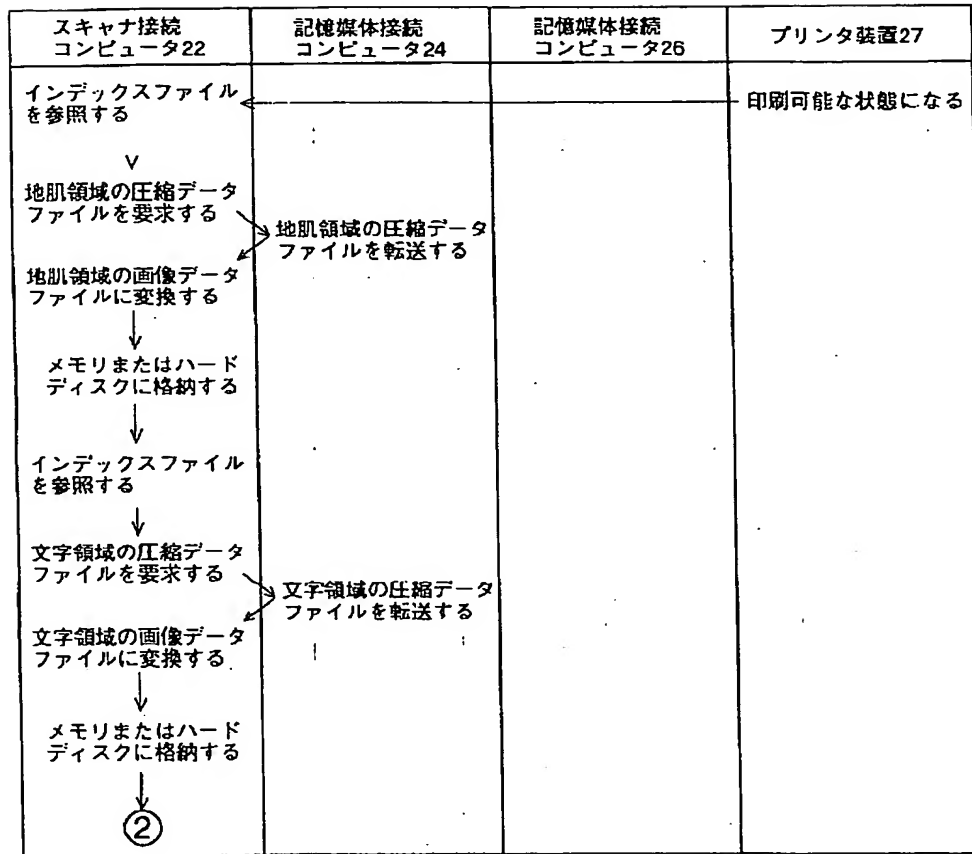 スキャナ接続
コンピュータ22
記憶媒体接続
コンピュータ24
記憶媒体接続
コンピュータ26
プリンタ装置27
インデックスファイル
を参照する
印刷可能な状態になる
地肌領域の圧縮データ
ファイルを要求する
地肌領域の圧縮データ
ファイルを転送する
地肌領域の画像データ
ファイルに変換する
メモリまたはハード
ディスクに格納する
インデックスファイル
を参照する
文字領域の圧縮データ
ファイルを要求する
文字領域の圧縮データ
ファイルを転送する
文字領域の画像データ
ファイルに変換する
メモリまたはハード
ディスクに格納する
②